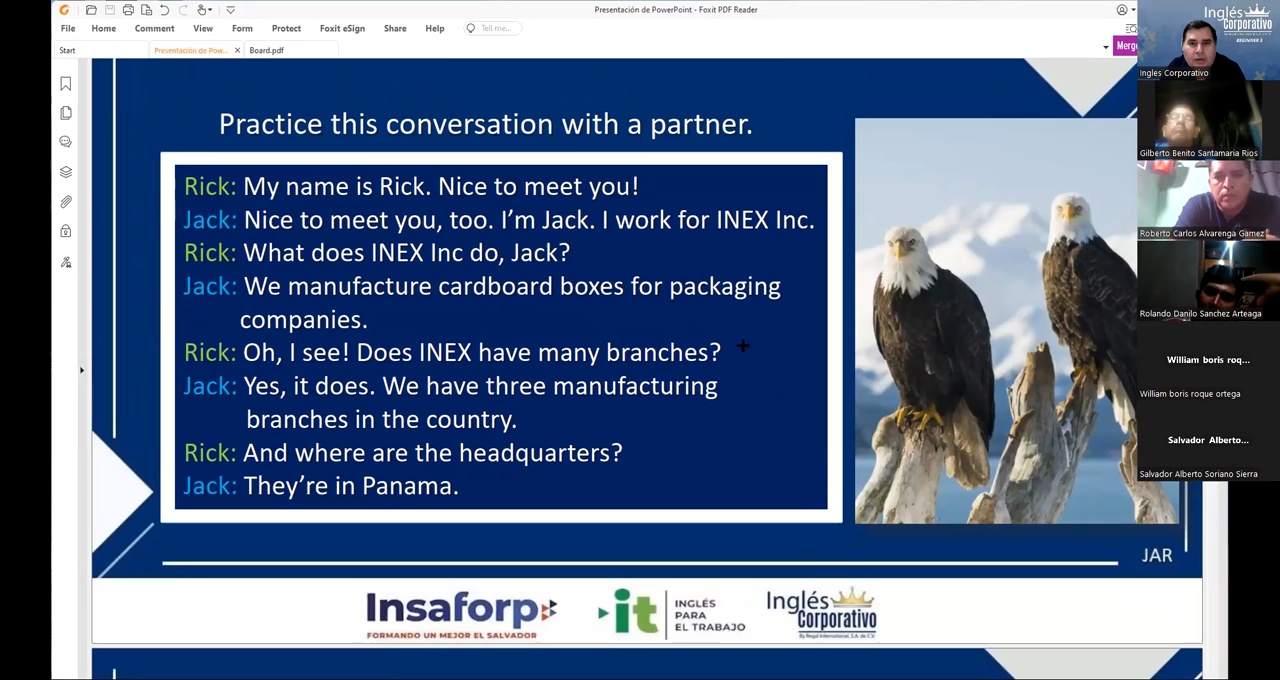 Presentación de PowerPoint - Foxit PDF Reader
File Home Comment View Form Protect Foxit eSign Share Help Tell me...
Start Presentación de Pow... Board.pdf
Merge
Practice this conversation with a partner.
Rick: My name is Rick. Nice to meet you!
Jack: Nice to meet you, too. I’m Jack. I work for INEX Inc.
Rick: What does INEX Inc do, Jack?
Jack: We manufacture cardboard boxes for packaging
companies.
Rick: Oh, I see! Does INEX have many branches?
Jack: Yes, it does. We have three manufacturing
branches in the country.
Rick: And where are the headquarters?
Jack: They’re in Panama.
JAR
Insaforp
FORMANDO UN MEJOR EL SALVADOR
it
INGLÉS
PARA
EL TRABAJO
Inglés
Corporativo
By Regal International, S.A. de C.V.
Inglés
Corporativo
BEGINNER 3
Ingles Corporativo
Gilberto Benito Santamaria Rios
Roberto Carlos Alvarenga Gamez
Rolando Danilo Sanchez Arteaga
William boris roq...
William boris roque ortega
Salvador Alberto...
Salvador Alberto Soriano Sierra